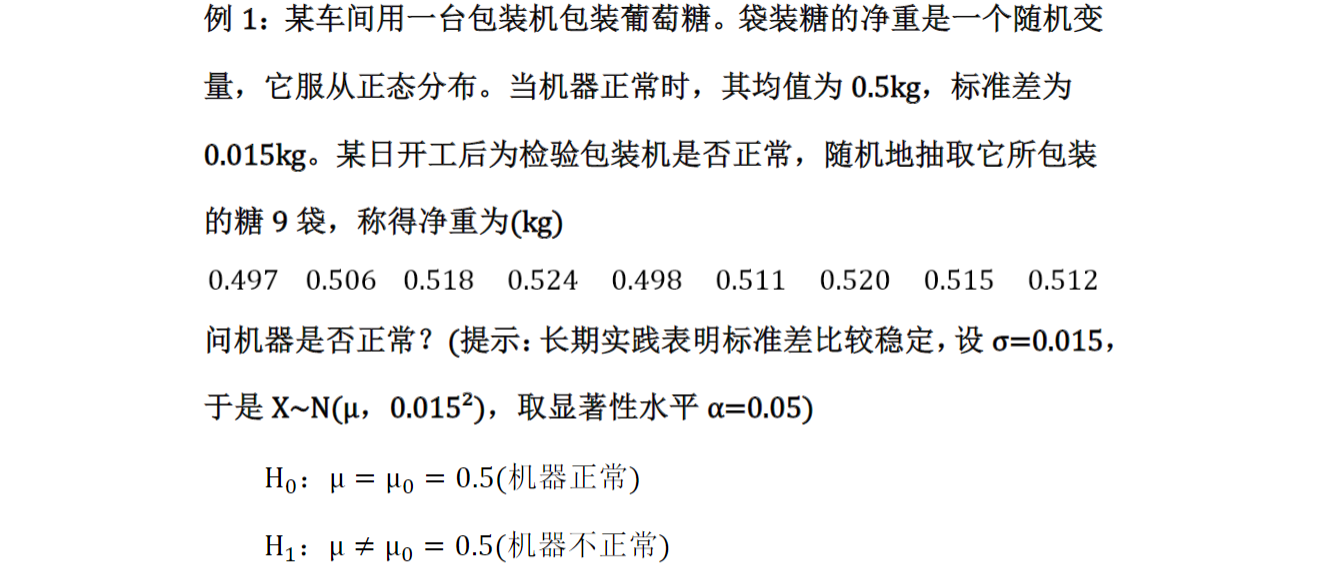 例 1：某车间用一台包装机包装葡萄糖。袋装糖的净重是一个随机变
量，它服从正态分布。当机器正常时，其均值为 0.5kg，标准差为
0.015kg。某日开工后为检验包装机是否正常，随机地抽取它所包装
的糖 9 袋，称得净重为(kg)
0.497 0.506 0.518 0.524 0.498 0.511 0.520 0.515 0.512
问机器是否正常？(提示：长期实践表明标准差比较稳定，设 σ=0.015，
于是 X~N(μ，0.015²)，取显著性水平 α=0.05)
H₀：μ = μ₀ = 0.5(机器正常)
H₁：μ ≠ μ₀ = 0.5(机器不正常)